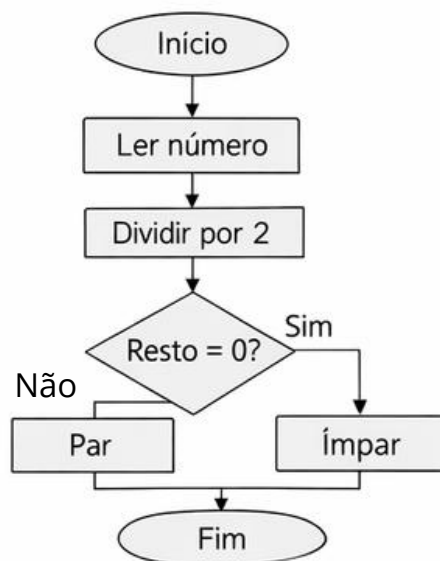 Início
Ler número
Dividir por 2
Resto = 0?
Sim
Não
Par
Ímpar
Fim